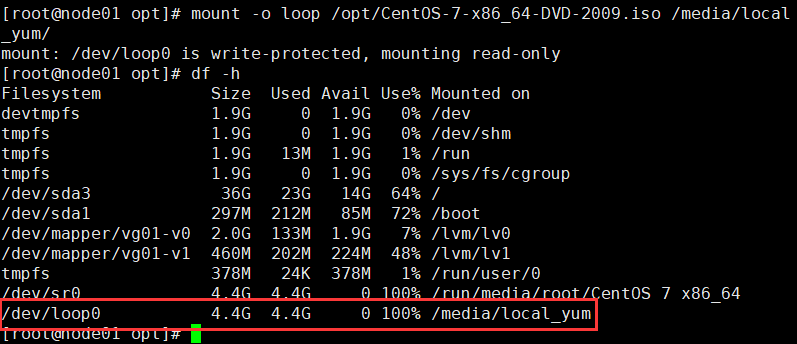 [root@node01 opt]# mount -o loop /opt/CentOS-7-x86_64-DVD-2009.iso /media/local
_yum/
mount: /dev/loop0 is write-protected, mounting read-only
[root@node01 opt]# df -h
Filesystem            Size  Used Avail Use% Mounted on
devtmpfs              1.9G     0  1.9G   0% /dev
tmpfs                 1.9G     0  1.9G   0% /dev/shm
tmpfs                 1.9G   13M  1.9G   1% /run
tmpfs                 1.9G     0  1.9G   0% /sys/fs/cgroup
/dev/sda3              36G   23G   14G  64% /
/dev/sda1             297M  212M   85M  72% /boot
/dev/mapper/vg01-v0   2.0G  133M  1.9G   7% /lvm/lv0
/dev/mapper/vg01-v1   460M  202M  224M  48% /lvm/lv1
tmpfs                 378M   24K  378M   1% /run/user/0
/dev/sr0              4.4G  4.4G     0 100% /run/media/root/CentOS 7 x86_64
/dev/loop0            4.4G  4.4G     0 100% /media/local_yum
[root@node01 opt]#